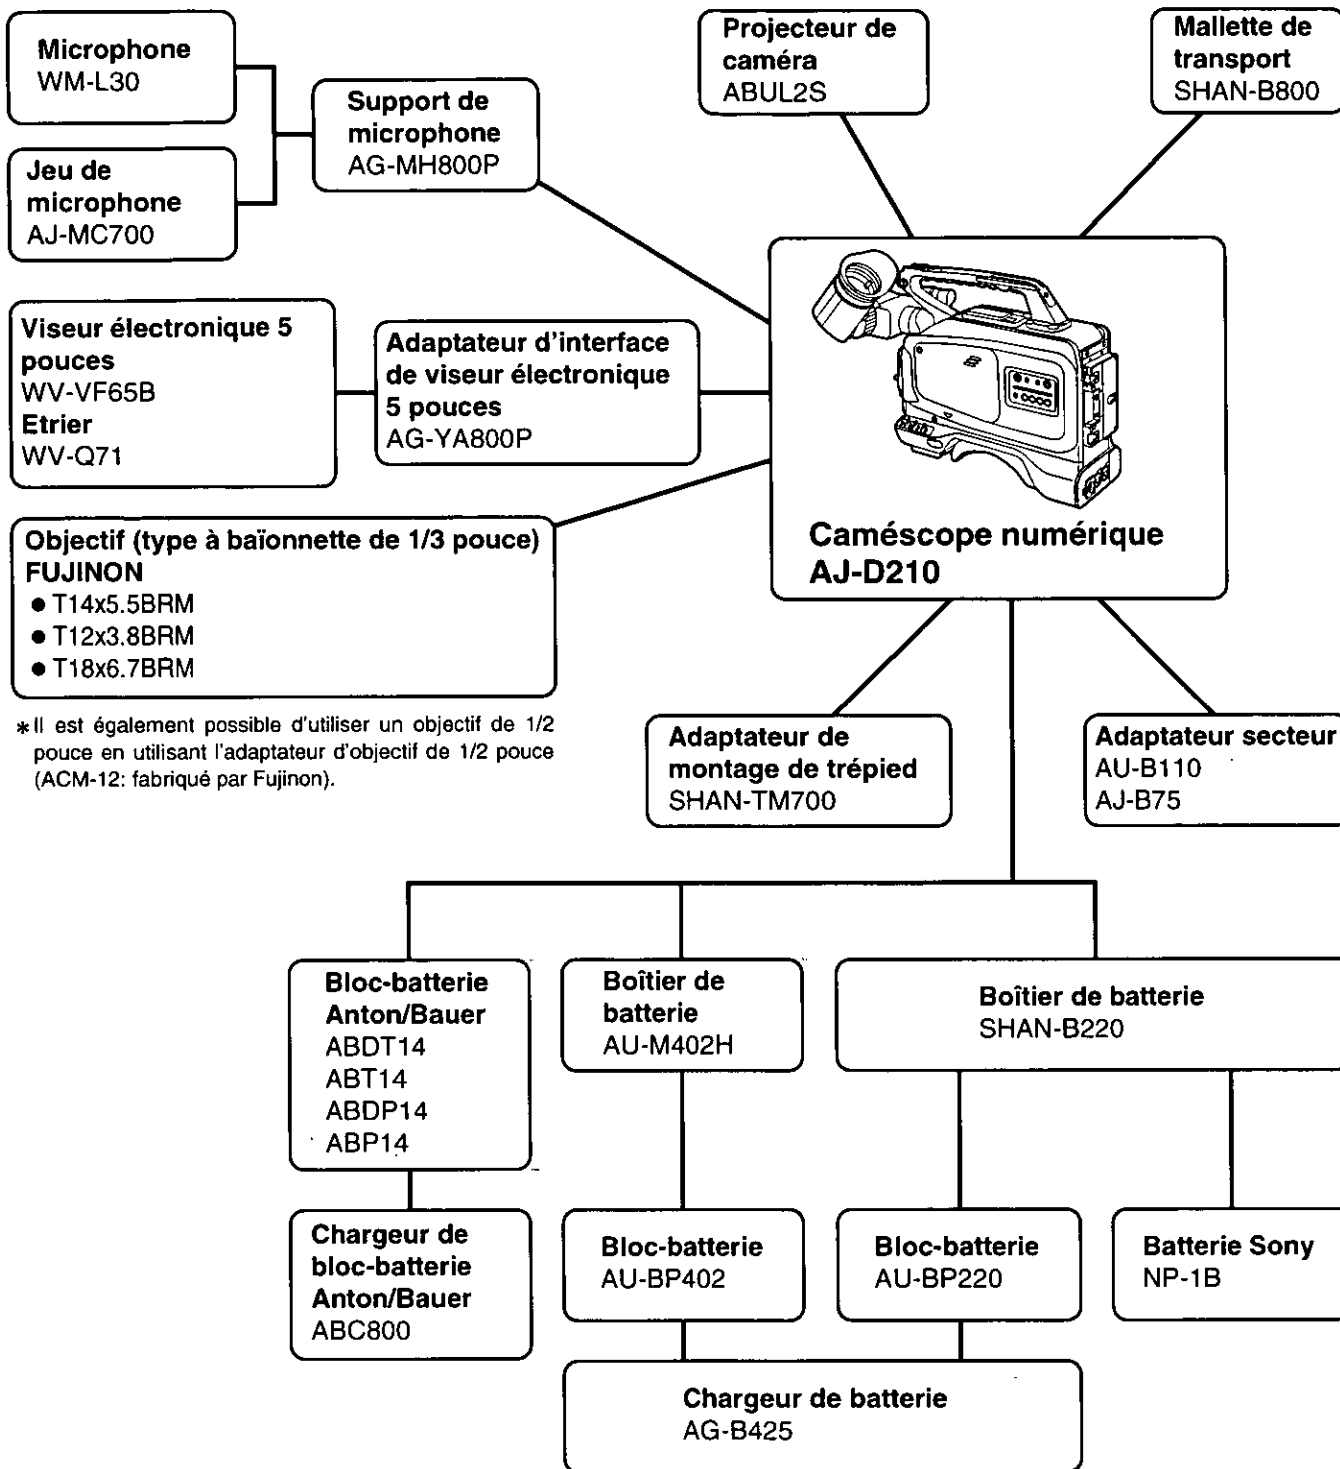 Microphone
WM-L30
Jeu de
microphone
AJ-MC700
Support de
microphone
AG-MH800P
Projecteur de
caméra
ABUL2S
Mallette de
transport
SHAN-B800
Viseur électronique 5
pouces
WV-VF65B
Etrier
WV-Q71
Adaptateur d'interface
de viseur électronique
5 pouces
AG-YA800P
Caméscope numérique
AJ-D210
Objectif (type à baïonnette de 1/3 pouce)
FUJINON
● T14x5.5BRM
● T12x3.8BRM
● T18x6.7BRM
*Il est également possible d'utiliser un objectif de 1/2
pouce en utilisant l'adaptateur d'objectif de 1/2 pouce
(ACM-12: fabriqué par Fujinon).
Adaptateur de
montage de trépied
SHAN-TM700
Adaptateur secteur
AU-B110
AJ-B75
Bloc-batterie
Anton/Bauer
ABDT14
ABT14
ABDP14
ABP14
Boîtier de
batterie
AU-M402H
Boîtier de batterie
SHAN-B220
Chargeur de
bloc-batterie
Anton/Bauer
ABC800
Bloc-batterie
AU-BP402
Bloc-batterie
AU-BP220
Batterie Sony
NP-1B
Chargeur de batterie
AG-B425